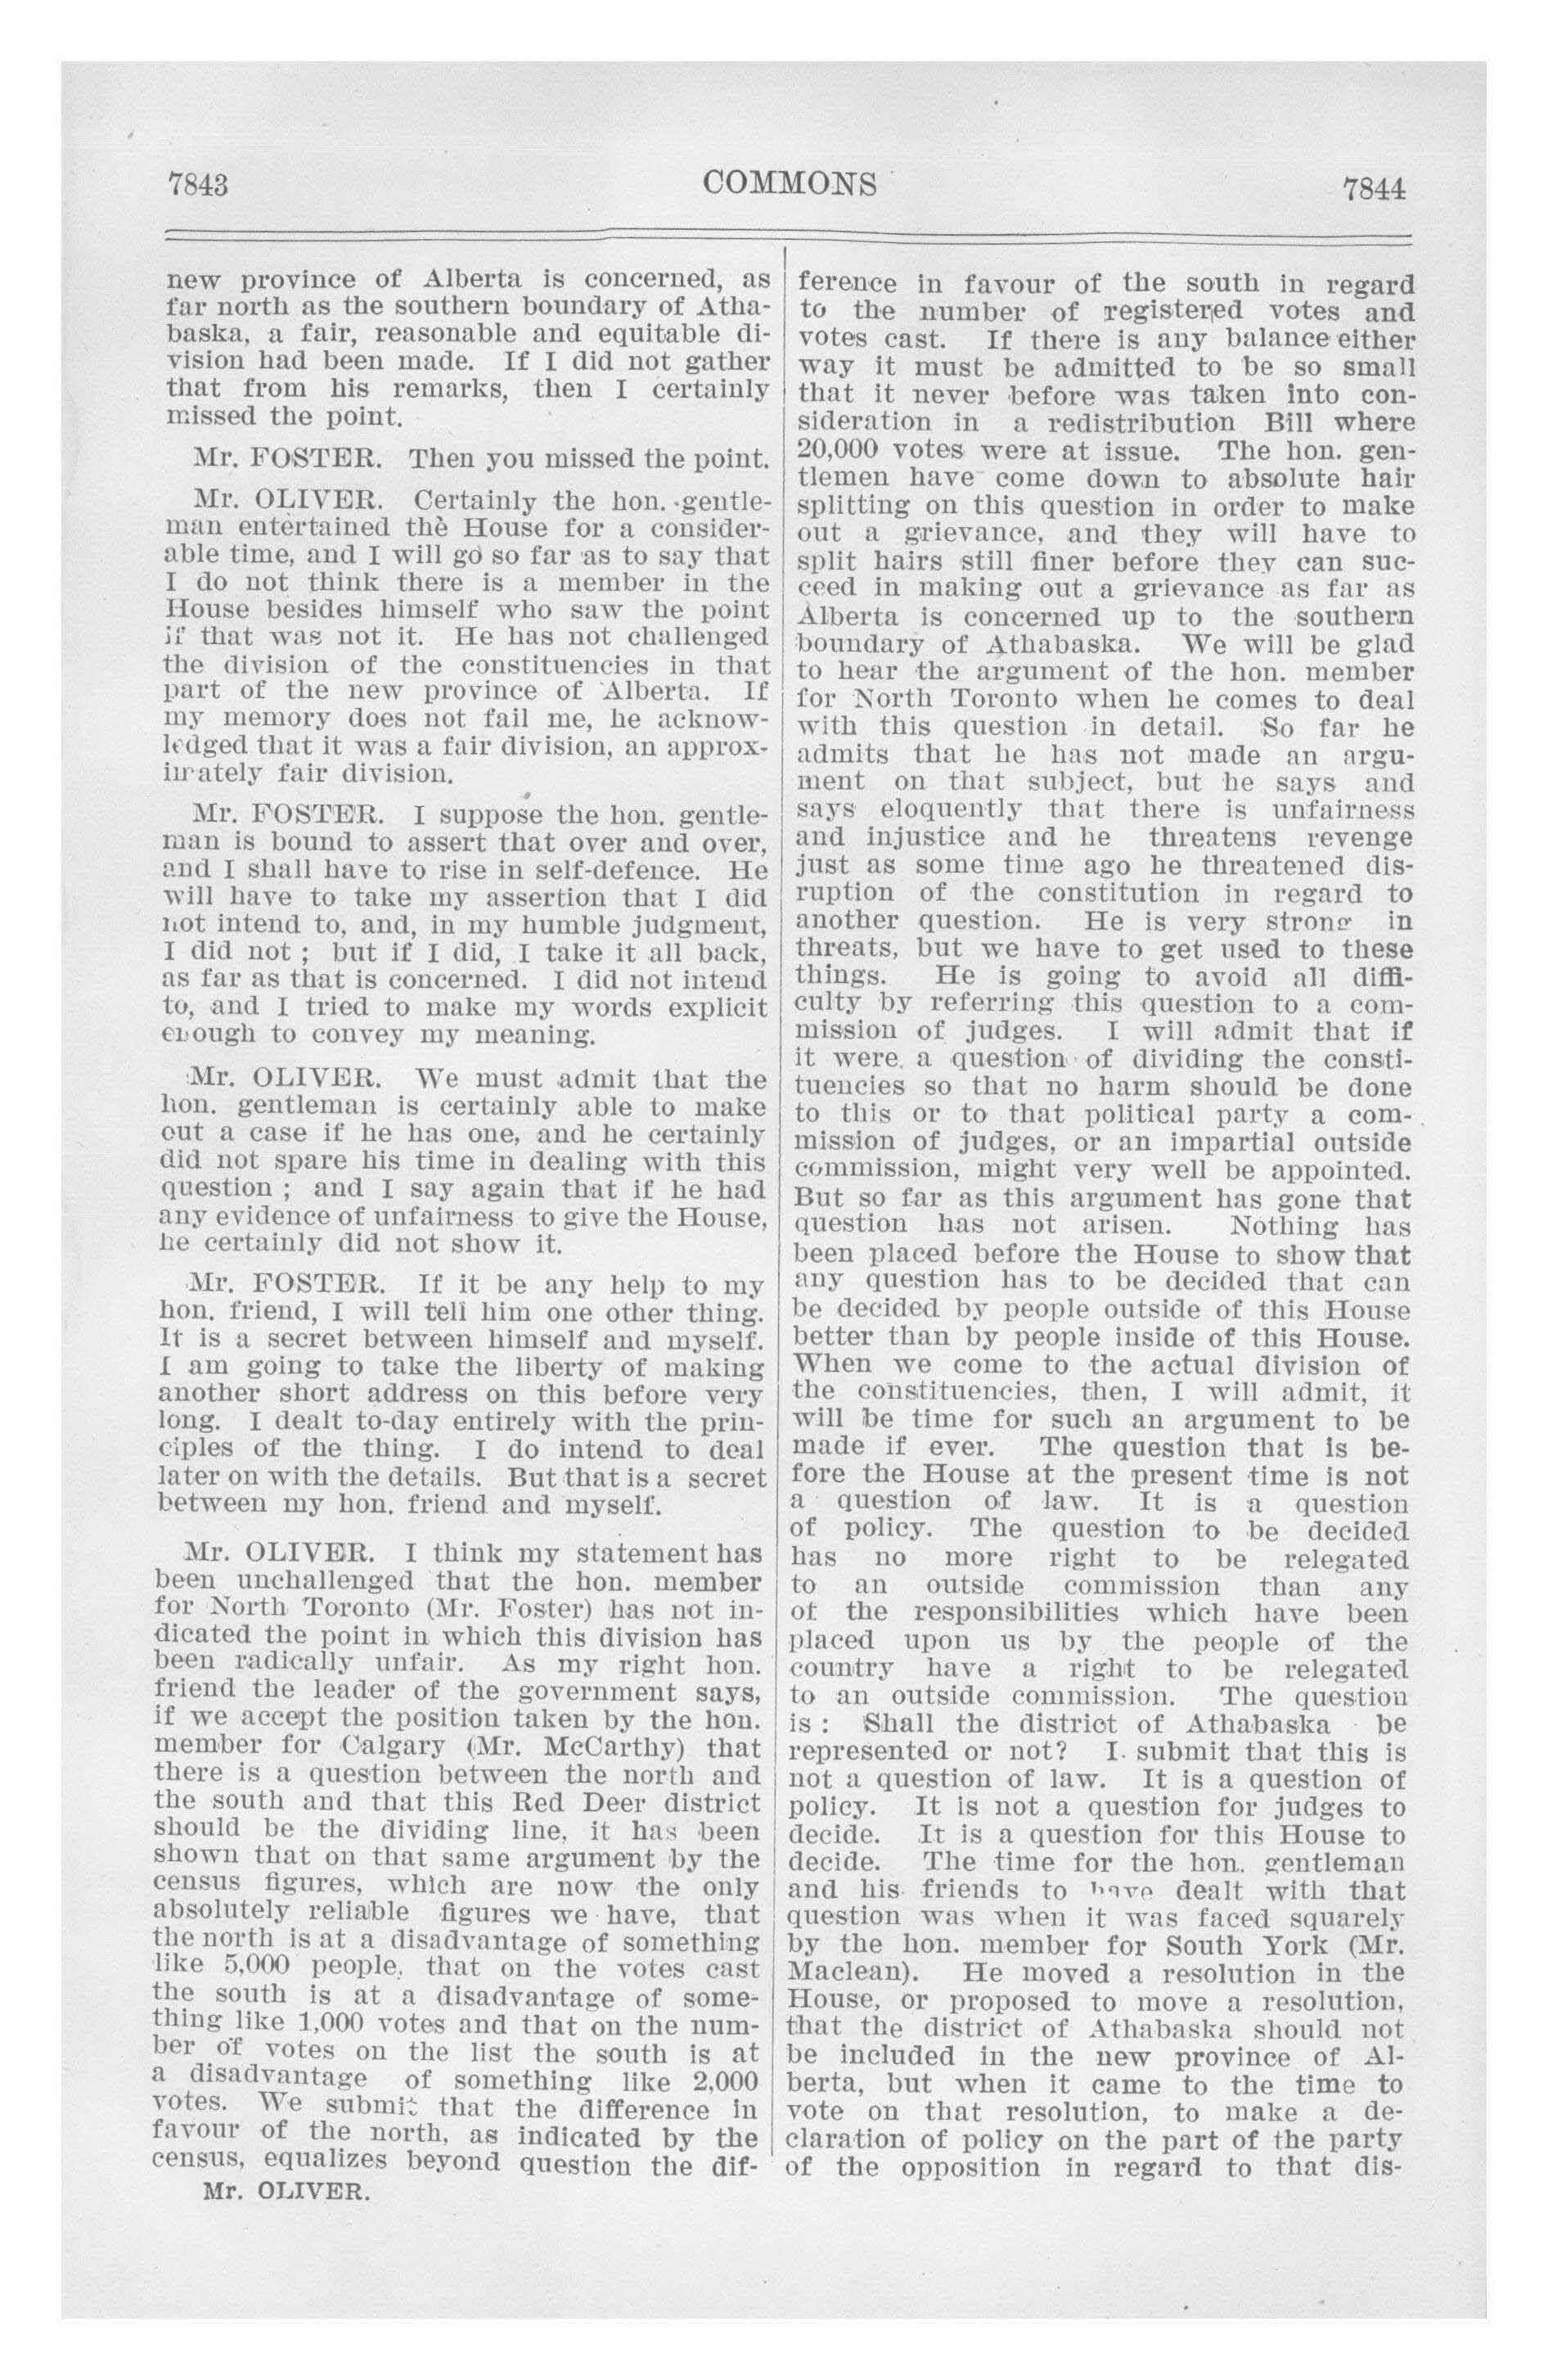 7843
COMMONS
7844
new province of Alberta is concerned, as
far north as the southern boundary of Atha-
baska, a fair, reasonable and equitable di-
vision had been made. If I did not gather
that from his remarks, then I certainly
missed the point.
Mr. FOSTER. Then you missed the point.
Mr. OLIVER. Certainly the hon. gentle-
man entertained the House for a consider-
able time, and I will go so far as to say that
I do not think there is a member in the
House besides himself who saw the point
if that was not it. He has not challenged
the division of the constituencies in that
part of the new province of Alberta. If
my memory does not fail me, he acknow-
ledged that it was a fair division, an approx-
imately fair division.
Mr. FOSTER. I suppose the hon. gentle-
man is bound to assert that over and over,
and I shall have to rise in self-defence. He
will have to take my assertion that I did
not intend to, and, in my humble judgment,
I did not ; but if I did, I take it all back,
as far as that is concerned. I did not intend
to, and I tried to make my words explicit
enough to convey my meaning.
Mr. OLIVER. We must admit that the
hon. gentleman is certainly able to make
out a case if he has one, and he certainly
did not spare his time in dealing with this
question ; and I say again that if he had
any evidence of unfairness to give the House,
he certainly did not show it.
Mr. FOSTER. If it be any help to my
hon. friend, I will tell him one other thing.
It is a secret between himself and myself.
I am going to take the liberty of making
another short address on this before very
long. I dealt to-day entirely with the prin-
ciples of the thing. I do intend to deal
later on with the details. But that is a secret
between my hon. friend and myself.
Mr. OLIVER. I think my statement has
been unchallenged that the hon. member
for North Toronto (Mr. Foster) has not in-
dicated the point in which this division has
been radically unfair. As my right hon.
friend the leader of the government says,
if we accept the position taken by the hon.
member for Calgary (Mr. McCarthy) that
there is a question between the north and
the south and that this Red Deer district
should be the dividing line, it has been
shown that on that same argument by the
census figures, which are now the only
absolutely reliable figures we have, that
the north is at a disadvantage of something
like 5,000 people, that on the votes cast
the south is at a disadvantage of some-
thing like 1,000 votes and that on the num-
ber of votes on the list the south is at
a disadvantage of something like 2,000
votes. We submit that the difference in
favour of the north, as indicated by the
census, equalizes beyond question the dif-
Mr. OLIVER.
ference in favour of the south in regard
to the number of registered votes and
votes cast. If there is any balance either
way it must be admitted to be so small
that it never before was taken into con-
sideration in a redistribution Bill where
20,000 votes were at issue. The hon. gen-
tlemen have come down to absolute hair
splitting on this question in order to make
out a grievance, and they will have to
split hairs still finer before they can suc-
ceed in making out a grievance as far as
Alberta is concerned up to the southern
boundary of Athabaska. We will be glad
to hear the argument of the hon. member
for North Toronto when he comes to deal
with this question in detail. So far he
admits that he has not made an argu-
ment on that subject, but he says and
says eloquently that there is unfairness
and injustice and he threatens revenge
just as some time ago he threatened dis-
ruption of the constitution in regard to
another question. He is very strong in
threats, but we have to get used to these
things. He is going to avoid all diffi-
culty by referring this question to a com-
mission of judges. I will admit that if
it were a question of dividing the consti-
tuencies so that no harm should be done
to this or to that political party a com-
mission of judges, or an impartial outside
commission, might very well be appointed.
But so far as this argument has gone that
question has not arisen. Nothing has
been placed before the House to show that
any question has to be decided that can
be decided by people outside of this House
better than by people inside of this House.
When we come to the actual division of
the constituencies, then, I will admit, it
will be time for such an argument to be
made if ever. The question that is be-
fore the House at the present time is not
a question of law. It is a question
of policy. The question to be decided
has no more right to be relegated
to an outside commission than any
of the responsibilities which have been
placed upon us by the people of the
country have a right to be relegated
to an outside commission. The question
is : Shall the district of Athabaska be
represented or not? I submit that this is
not a question of law. It is a question of
policy. It is not a question for judges to
decide. It is a question for this House to
decide. The time for the hon. gentleman
and his friends to have dealt with that
question was when it was faced squarely
by the hon. member for South York (Mr.
Maclean). He moved a resolution in the
House, or proposed to move a resolution,
that the district of Athabaska should not
be included in the new province of Al-
berta, but when it came to the time to
vote on that resolution, to make a de-
claration of policy on the part of the party
of the opposition in regard to that dis-